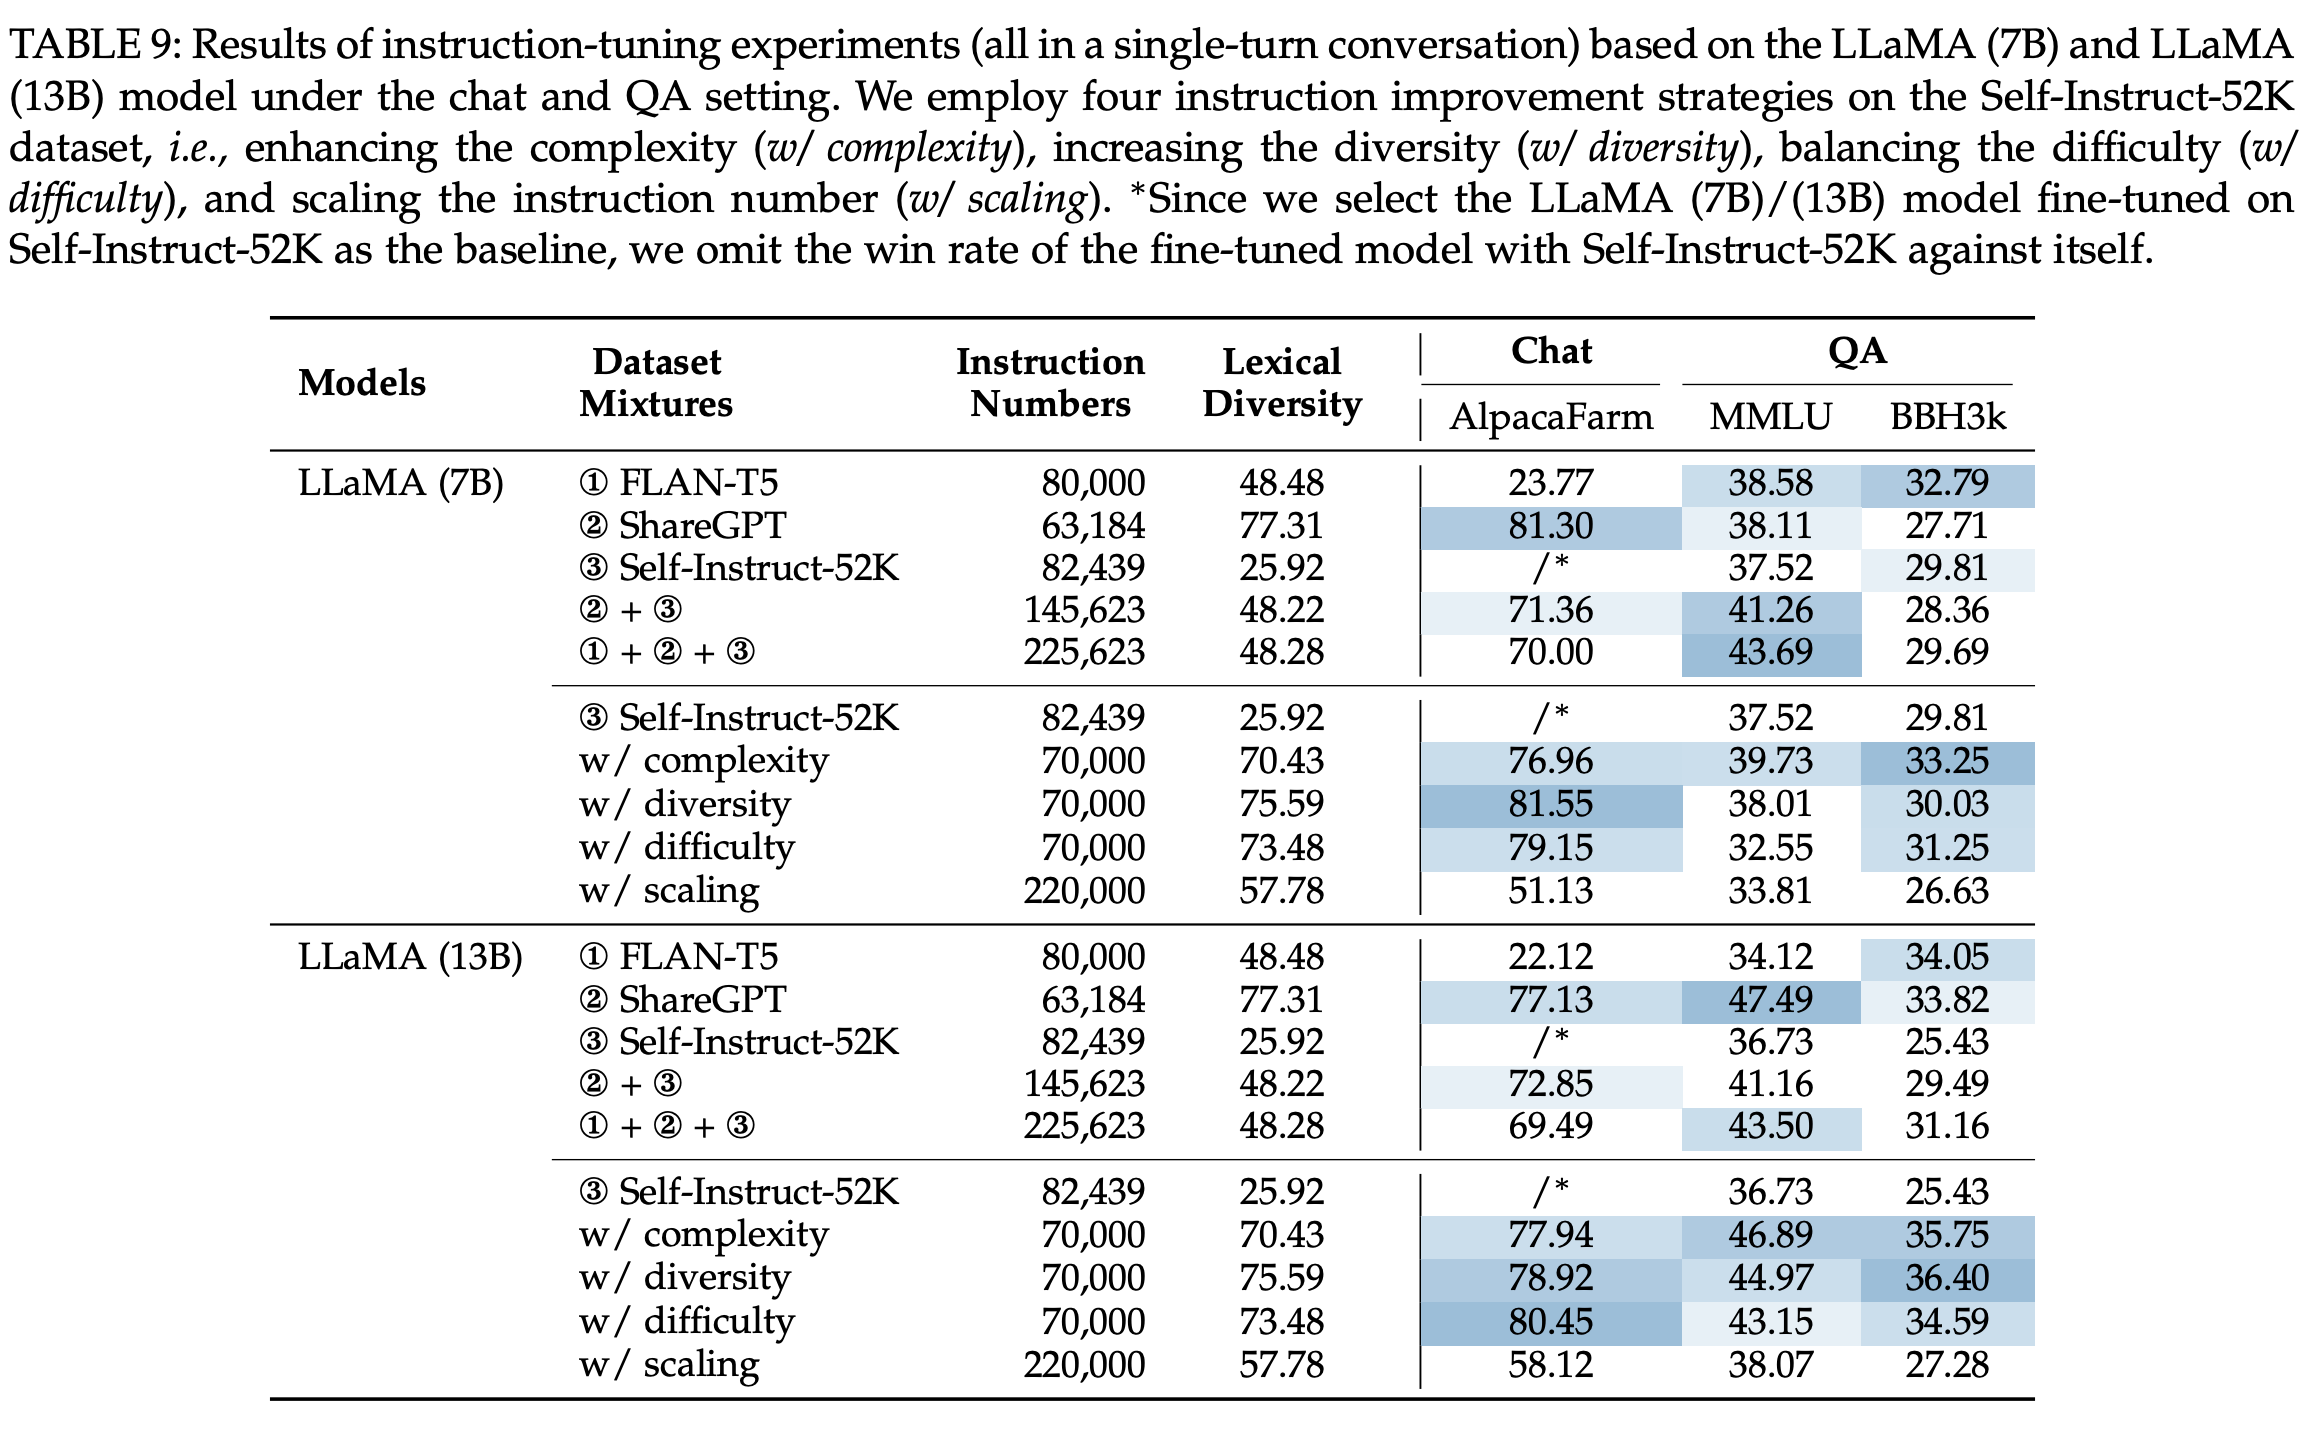 TABLE 9: Results of instruction-tuning experiments (all in a single-turn conversation) based on the LLaMA (7B) and LLaMA
(13B) model under the chat and QA setting. We employ four instruction improvement strategies on the Self-Instruct-52K
dataset, i.e., enhancing the complexity (w/ complexity), increasing the diversity (w/ diversity), balancing the difficulty (w/
difficulty), and scaling the instruction number (w/ scaling). *Since we select the LLaMA (7B)/(13B) model fine-tuned on
Self-Instruct-52K as the baseline, we omit the win rate of the fine-tuned model with Self-Instruct-52K against itself.
Models Dataset Mixtures Instruction Numbers Lexical Diversity Chat QA
AlpacaFarm MMLU BBH3k
LLaMA (7B) ① FLAN-T5 80,000 48.48 23.77 38.58 32.79
② ShareGPT 63,184 77.31 81.30 38.11 27.71
③ Self-Instruct-52K 82,439 25.92 /* 37.52 29.81
② + ③ 145,623 48.22 71.36 41.26 28.36
① + ② + ③ 225,623 48.28 70.00 43.69 29.69
③ Self-Instruct-52K 82,439 25.92 /* 37.52 29.81
w/ complexity 70,000 70.43 76.96 39.73 33.25
w/ diversity 70,000 75.59 81.55 38.01 30.03
w/ difficulty 70,000 73.48 79.15 32.55 31.25
w/ scaling 220,000 57.78 51.13 33.81 26.63
LLaMA (13B) ① FLAN-T5 80,000 48.48 22.12 34.12 34.05
② ShareGPT 63,184 77.31 77.13 47.49 33.82
③ Self-Instruct-52K 82,439 25.92 /* 36.73 25.43
② + ③ 145,623 48.22 72.85 41.16 29.49
① + ② + ③ 225,623 48.28 69.49 43.50 31.16
③ Self-Instruct-52K 82,439 25.92 /* 36.73 25.43
w/ complexity 70,000 70.43 77.94 46.89 35.75
w/ diversity 70,000 75.59 78.92 44.97 36.40
w/ difficulty 70,000 73.48 80.45 43.15 34.59
w/ scaling 220,000 57.78 58.12 38.07 27.28